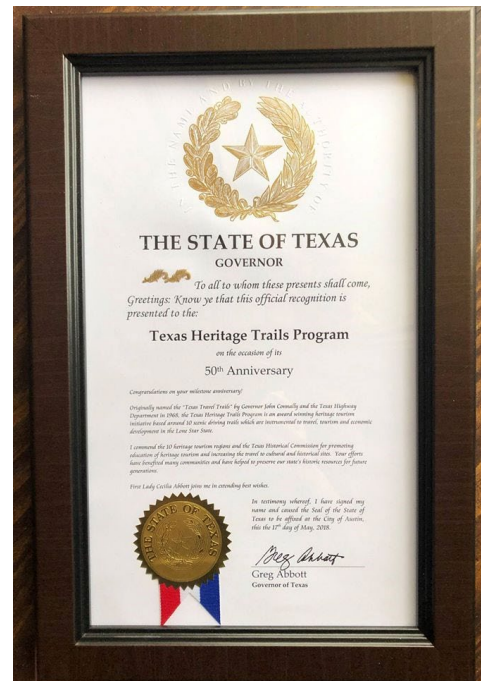 IN THE NAME AND BY THE AUTHORITY OF
THE STATE OF TEXAS
GOVERNOR
To all to whom these presents shall come,
Greetings: Know ye that this official recognition is
presented to the:
Texas Heritage Trails Program
on the occasion of its
50th Anniversary
Congratulations on your milestone anniversary!
Originally named the "Texas Travel Trails" by Governor John Connally and the Texas Highway
Department in 1968, the Texas Heritage Trails Program is an award winning heritage tourism
initiative based around 10 scenic driving trails which are instrumental to travel, tourism and economic
development in the Lone Star State.
I commend the 10 heritage tourism regions and the Texas Historical Commission for promoting
education of heritage tourism and increasing the travel to cultural and historical sites. Your efforts
have benefited many communities and have helped to preserve our state's historic resources for future
generations.
First Lady Cecilia Abbott joins me in extending best wishes.
In testimony whereof, I have signed my
name and caused the Seal of the State of
Texas to be affixed at the City of Austin,
this the 17th day of May, 2018.
THE STATE OF TEXAS
Greg Abbott
Greg Abbott
Governor of Texas